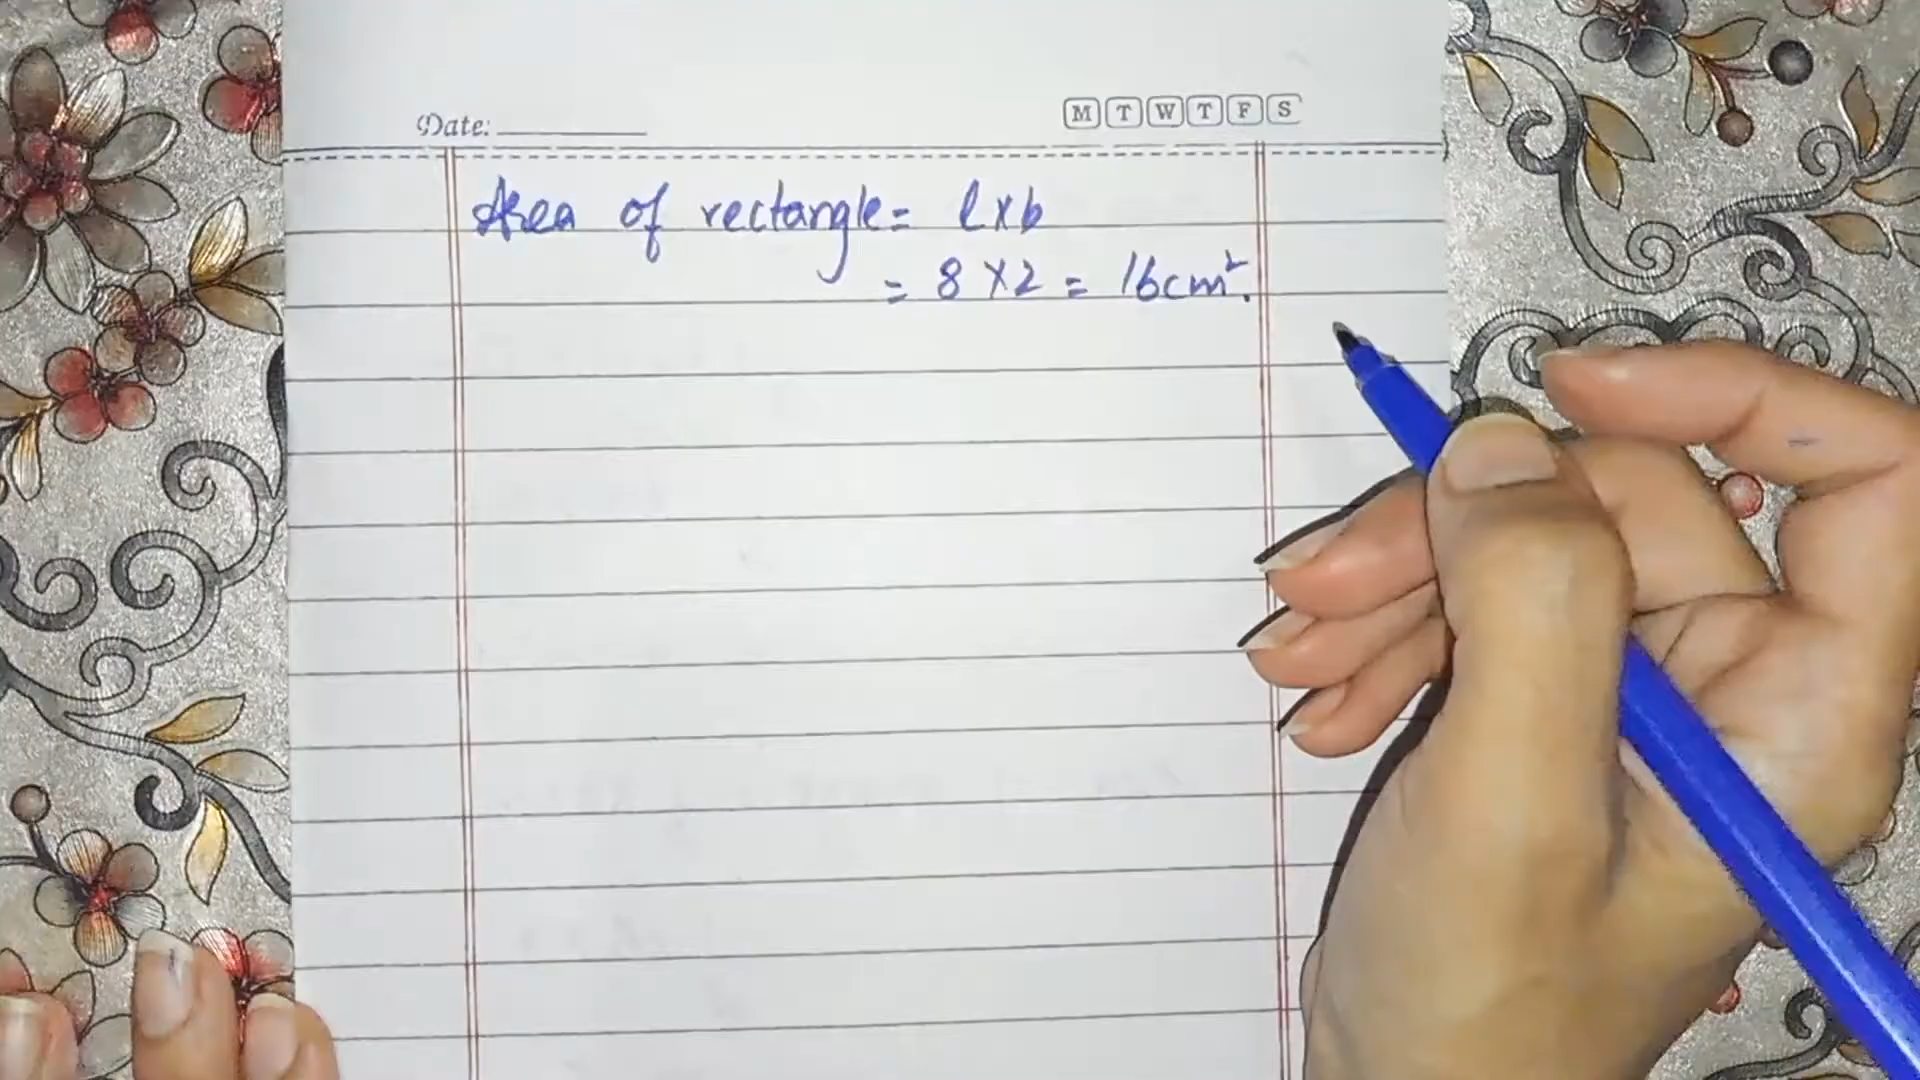 Date:
M T W T F S
Area of rectangle = l x b
= 8 x 2 = 16cm².